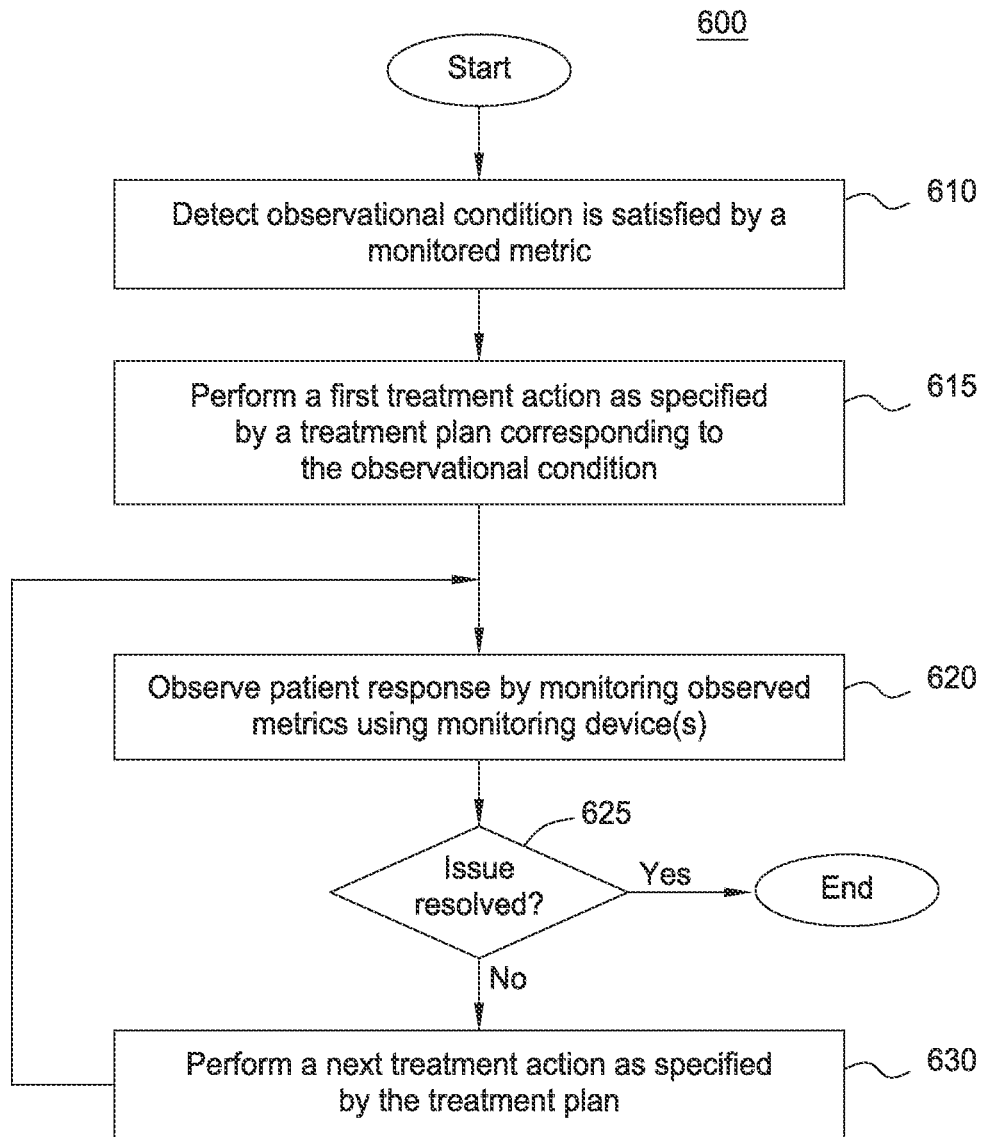 600
Start
Detect observational condition is satisfied by a
monitored metric
610
Perform a first treatment action as specified
by a treatment plan corresponding to
the observational condition
615
Observe patient response by monitoring observed
metrics using monitoring device(s)
620
625
Issue
resolved?
Yes
End
No
Perform a next treatment action as specified
by the treatment plan
630